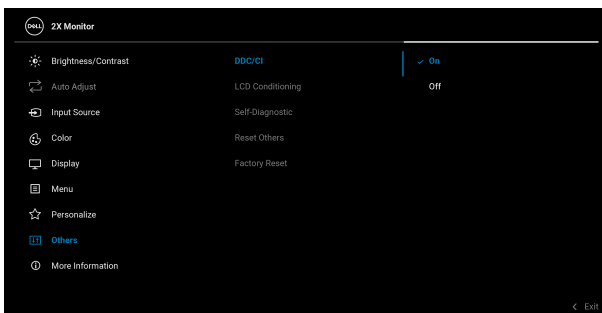 DELL
2X Monitor
Brightness/Contrast
Auto Adjust
Input Source
Color
Display
Menu
Personalize
Others
More Information
DDC/CI
LCD Conditioning
Self-Diagnostic
Reset Others
Factory Reset
On
Off
Exit